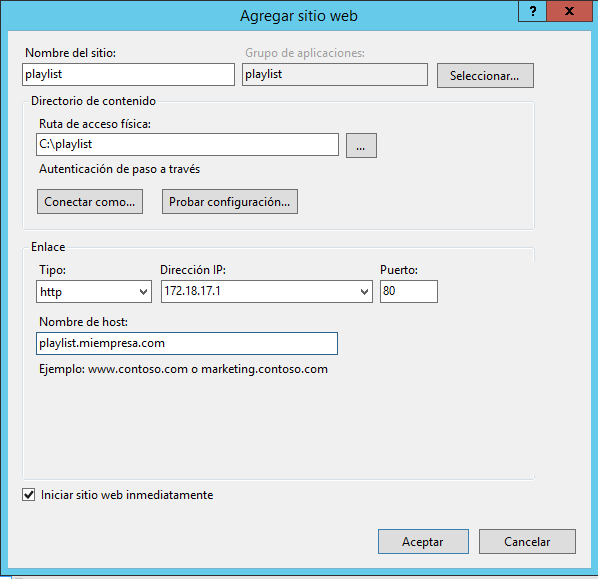 Agregar sitio web
? x
Nombre del sitio: Grupo de aplicaciones:
playlist playlist Seleccionar...
Directorio de contenido
Ruta de acceso física:
C:\playlist ...
Autenticación de paso a través
Conectar como... Probar configuración...
Enlace
Tipo: Dirección IP: Puerto:
http 172.18.17.1 80
Nombre de host:
playlist.miempresa.com
Ejemplo: www.contoso.com o marketing.contoso.com
Iniciar sitio web inmediatamente
Aceptar Cancelar